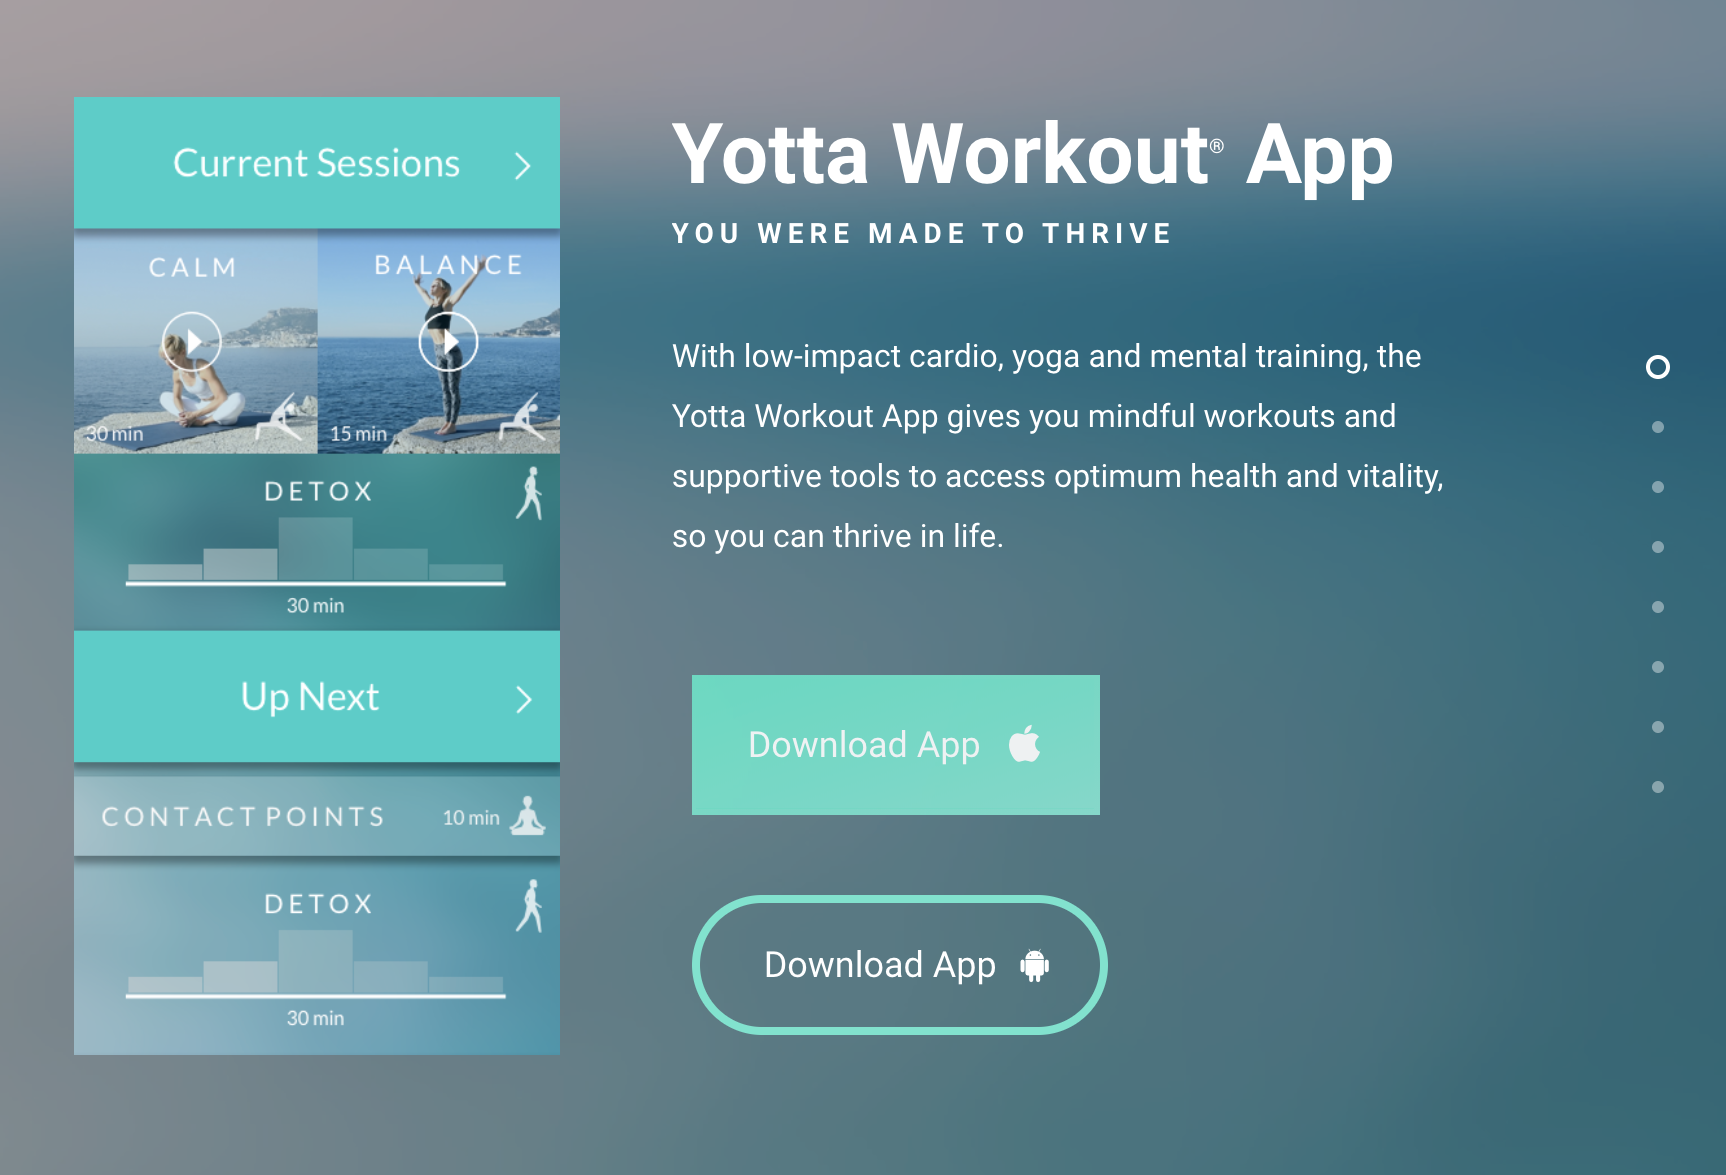 Current Sessions
CALM
BALANCE
30 min
15 min
DETOX
30 min
Up Next
CONTACT POINTS
10 min
DETOX
30 min
Yotta Workout® App
YOU WERE MADE TO THRIVE
With low-impact cardio, yoga and mental training, the
Yotta Workout App gives you mindful workouts and
supportive tools to access optimum health and vitality,
so you can thrive in life.
Download App
Download App